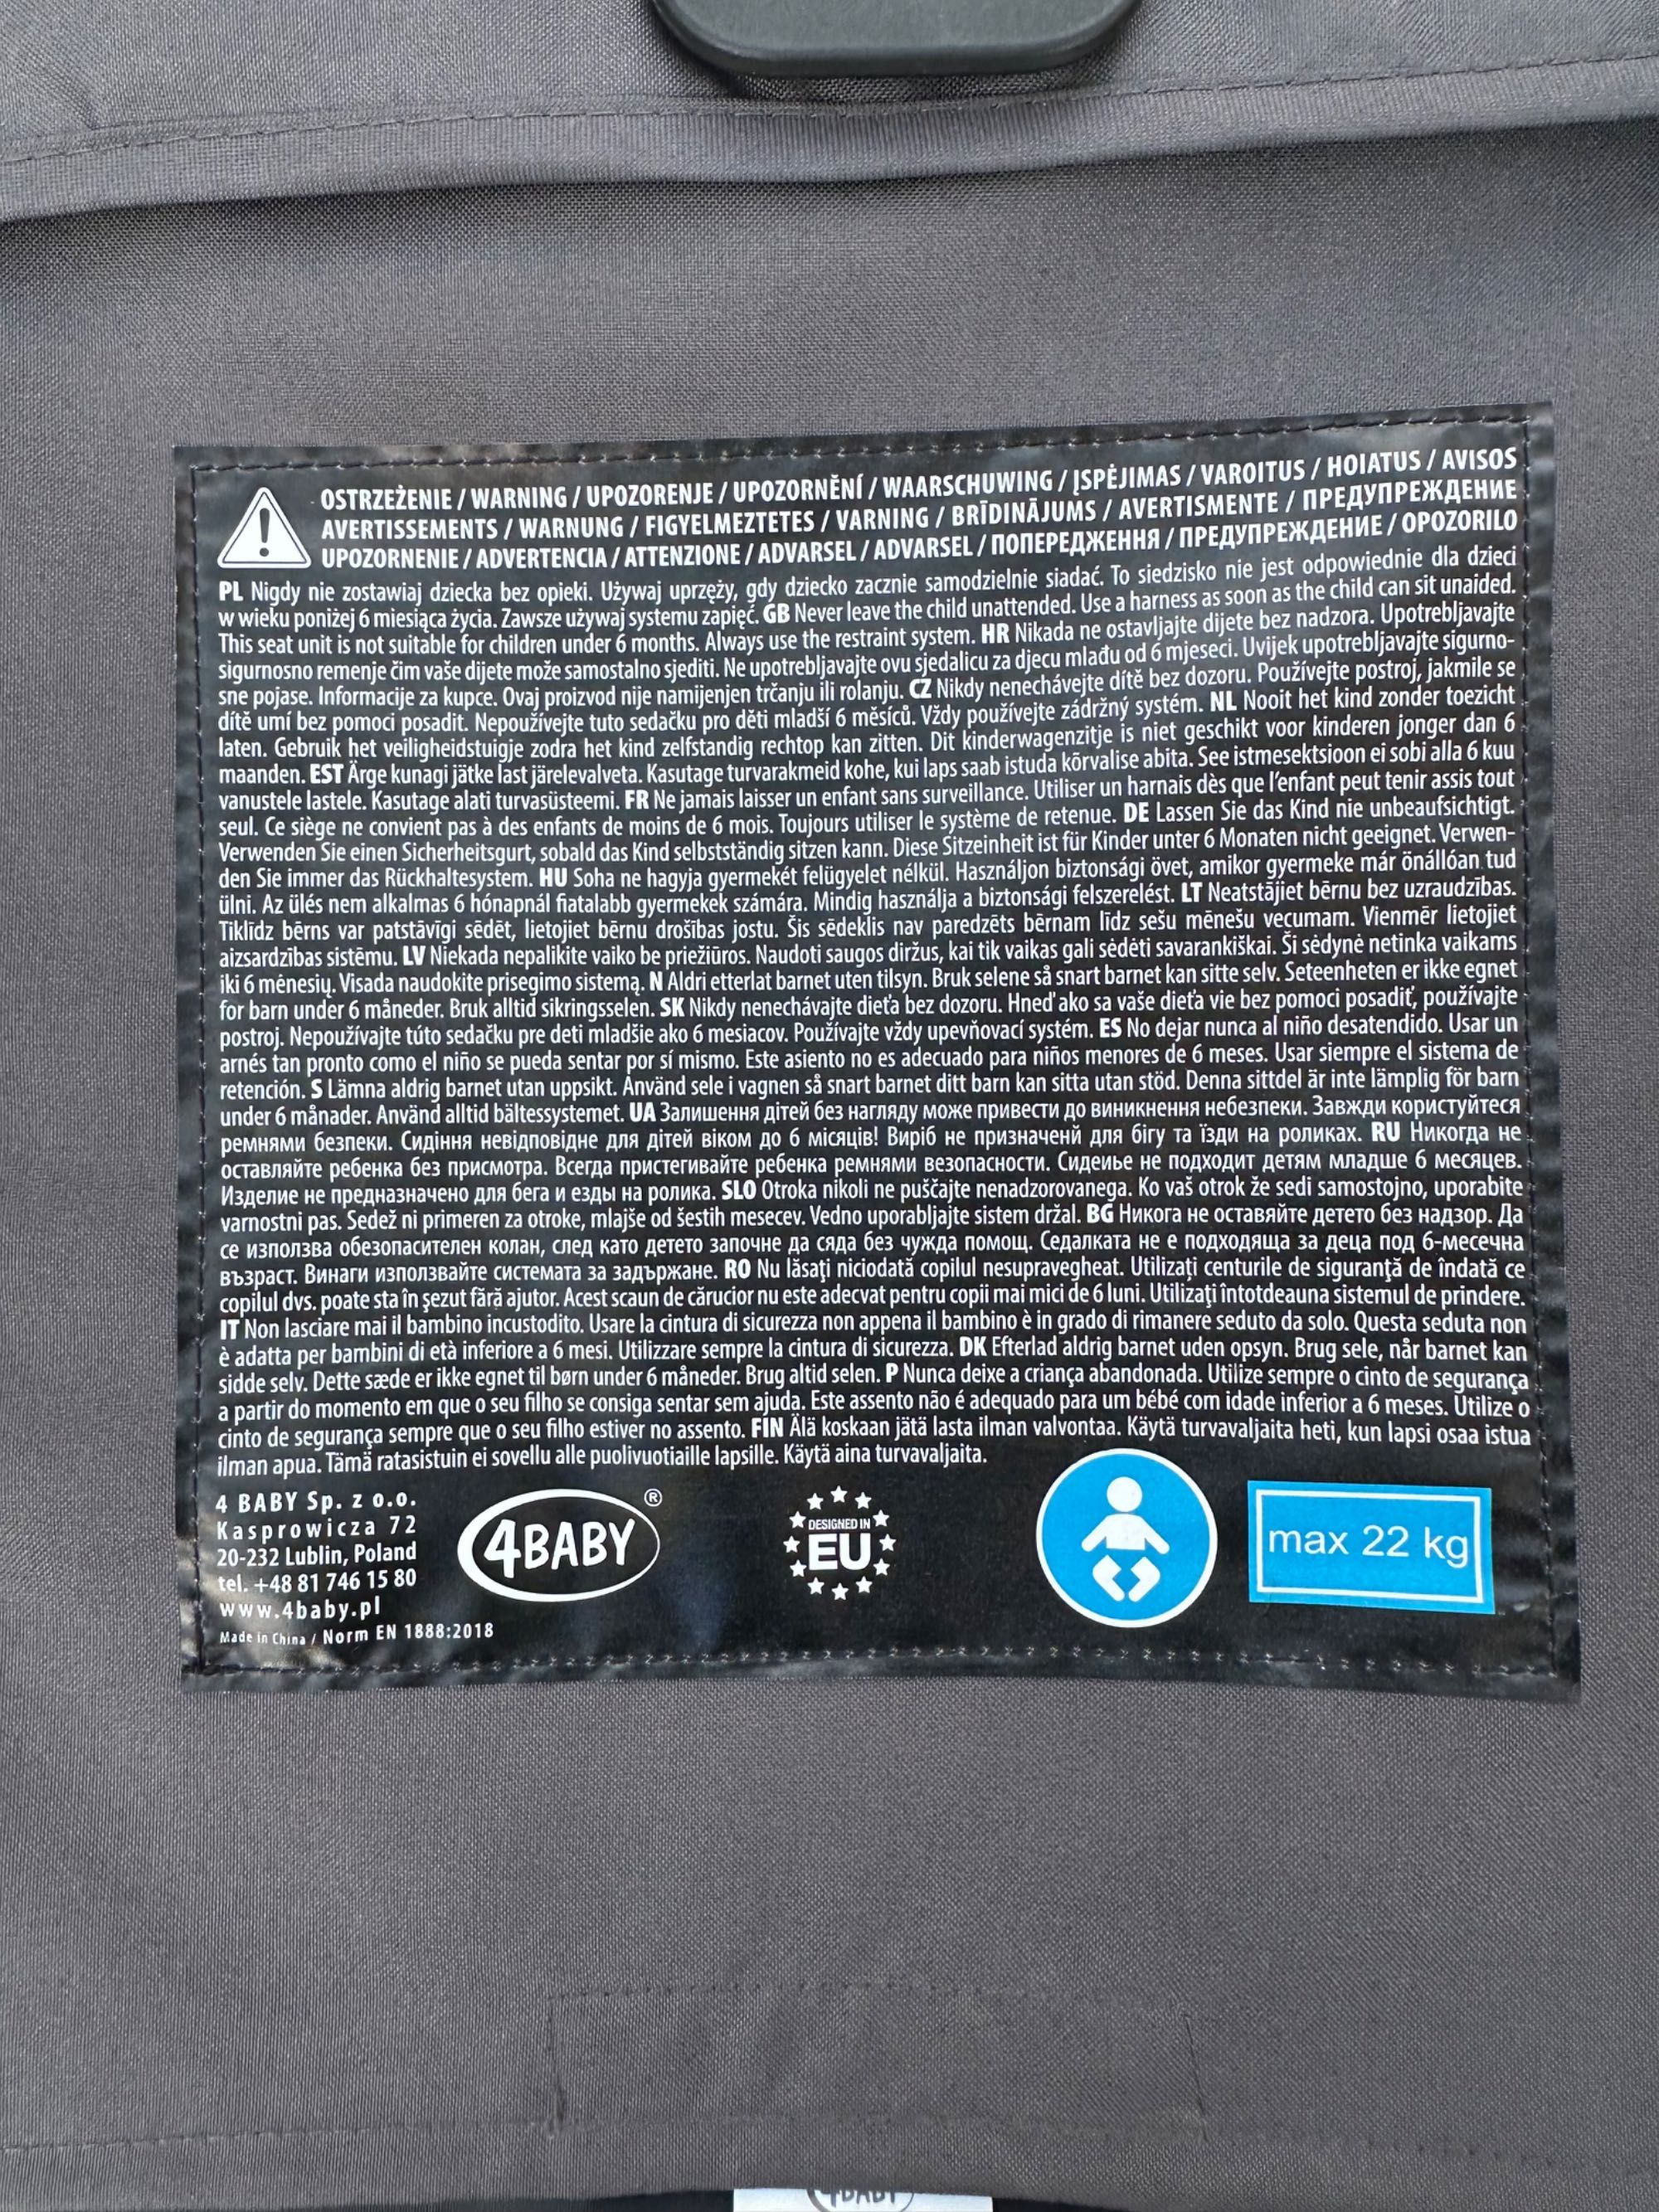 OSTRZEŻENIE / WARNING / UPOZORENJE / UPOZORNĚNÍ / WAARSCHUWING / ĮSPĖJIMAS / VAROITUS / HOIATUS / AVISOS
AVERTISSEMENTS / WARNUNG / FIGYELMEZTETES / VARNING / BRĪDINĀJUMS / AVERTISMENTE / ПРЕДУПРЕЖДЕНИЕ
UPOZORNENIE / ADVERTENCIA / ATTENZIONE / ADVARSEL / ADVARSEL / ПОПЕРЕДЖЕННЯ / ПРЕДУПРЕЖДЕНИЕ / OPOZORILO
PL Nigdy nie zostawiaj dziecka bez opieki. Używaj uprzęży, gdy dziecko zacznie samodzielnie siadać. To siedzisko nie jest odpowiednie dla dzieci
w wieku poniżej 6 miesiąca życia. Zawsze używaj systemu zapięć. GB Never leave the child unattended. Use a harness as soon as the child can sit unaided.
This seat unit is not suitable for children under 6 months. Always use the restraint system. HR Nikada ne ostavljajte dijete bez nadzora. Upotrebljavajte
sigurnosno remenje čim vaše dijete može samostalno sjediti. Ne upotrebljavajte ovu sjedalicu za djecu mlađu od 6 mjeseci. Uvijek upotrebljavajte sigurno-
sne pojase. Informacije za kupce. Ovaj proizvod nije namijenjen trčanju ili rolanju. CZ Nikdy nenechávejte dítě bez dozoru. Používejte postroj, jakmile se
dítě umí bez pomoci posadit. Nepoužívejte tuto sedačku pro děti mladší 6 měsíců. Vždy používejte zádržný systém. NL Nooit het kind zonder toezicht
laten. Gebruik het veiligheidstuigje zodra het kind zelfstandig rechtop kan zitten. Dit kinderwagenzitje is niet geschikt voor kinderen jonger dan 6
maanden. EST Ärge kunagi jätke last järelevalveta. Kasutage turvarakmeid kohe, kui laps saab istuda kõrvalise abita. See istmesektsioon ei sobi alla 6 kuu
vanustele lastele. Kasutage alati turvasüsteemi. FR Ne jamais laisser un enfant sans surveillance. Utiliser un harnais dès que l'enfant peut tenir assis tout
seul. Ce siège ne convient pas à des enfants de moins de 6 mois. Toujours utiliser le système de retenue. DE Lassen Sie das Kind nie unbeaufsichtigt.
Verwenden Sie einen Sicherheitsgurt, sobald das Kind selbstständig sitzen kann. Diese Sitzeinheit ist für Kinder unter 6 Monaten nicht geeignet. Verwen-
den Sie immer das Rückhaltesystem. HU Soha ne hagyja gyermekét felügyelet nélkül. Használjon biztonsági övet, amikor gyermeke már önállóan tud
ülni. Az ülés nem alkalmas 6 hónapnál fiatalabb gyermekek számára. Mindig használja a biztonsági felszerelést. LT Neatstājiet bērnu bez uzraudzības.
Tiklīdz bērns var patstāvīgi sēdēt, lietojiet bērnu drošības jostu. Šis sēdeklis nav paredzēts bērnam līdz sešu mēnešu vecumam. Vienmēr lietojiet
aizsardzības sistēmu. LV Niekada nepalikite vaiko be priežiūros. Naudoti saugos diržus, kai tik vaikas gali sėdėti savarankiškai. Ši sėdynė netinka vaikams
iki 6 mėnesių. Visada naudokite prisegimo sistemą. N Aldri etterlat barnet uten tilsyn. Bruk selene så snart barnet kan sitte selv. Seteenheten er ikke egnet
for barn under 6 måneder. Bruk alltid sikringsselen. SK Nikdy nenechávajte dieťa bez dozoru. Hneď ako sa vaše dieťa vie bez pomoci posadiť, používajte
postroj. Nepoužívajte túto sedačku pre deti mladšie ako 6 mesiacov. Používajte vždy upevňovací systém. ES No dejar nunca al niño desatendido. Usar un
arnés tan pronto como el niño se pueda sentar por sí mismo. Este asiento no es adecuado para niños menores de 6 meses. Usar siempre el sistema de
retención. S Lämna aldrig barnet utan uppsikt. Använd sele i vagnen så snart barnet ditt barn kan sitta utan stöd. Denna sittdel är inte lämplig för barn
under 6 månader. Använd alltid bältessystemet. UA Залишення дітей без нагляду може привести до виникнення небезпеки. Завжди користуйтеся
ремнями безпеки. Сидіння невідповідне для дітей віком до 6 місяців! Виріб не призначенй для бігу та їзди на роликах. RU Никогда не
оставляйте ребенка без присмотра. Всегда пристегивайте ребенка ремнями везопасности. Сидеиье не подходит детям младше 6 месяцев.
Изделие не предназначено для бега и езды на ролика. SLO Otroka nikoli ne puščajte nenadzorovanega. Ko vaš otrok že sedi samostojno, uporabite
varnostni pas. Sedež ni primeren za otroke, mlajše od šestih mesecev. Vedno uporabljajte sistem držal. BG Никога не оставяйте детето без надзор. Да
се използва обезопасителен колан, след като детето започне да сяда без чужда помощ. Седалката не е подходяща за деца под 6-месечна
възраст. Винаги използвайте системата за задържане. RO Nu lăsaţi niciodată copilul nesupravegheat. Utilizaţi centurile de siguranţă de îndată ce
copilul dvs. poate sta în şezut fără ajutor. Acest scaun de cărucior nu este adecvat pentru copii mai mici de 6 luni. Utilizaţi întotdeauna sistemul de prindere.
IT Non lasciare mai il bambino incustodito. Usare la cintura di sicurezza non appena il bambino è in grado di rimanere seduto da solo. Questa seduta non
è adatta per bambini di età inferiore a 6 mesi. Utilizzare sempre la cintura di sicurezza. DK Efterlad aldrig barnet uden opsyn. Brug sele, når barnet kan
sidde selv. Dette sæde er ikke egnet til børn under 6 måneder. Brug altid selen. P Nunca deixe a criança abandonada. Utilize sempre o cinto de segurança
a partir do momento em que o seu filho se consiga sentar sem ajuda. Este assento não é adequado para um bébé com idade inferior a 6 meses. Utilize o
cinto de segurança sempre que o seu filho estiver no assento. FIN Älä koskaan jätä lasta ilman valvontaa. Käytä turvavaljaita heti, kun lapsi osaa istua
ilman apua. Tämä ratasistuin ei sovellu alle puolivuotiaille lapsille. Käytä aina turvavaljaita.
4 BABY Sp. z o.o.
Kasprowicza 72
20-232 Lublin, Poland
tel. +48 81 746 15 80
www.4baby.pl
Made in China / Norm EN 1888:2018
4BABY ®
DESIGNED IN
EU
max 22 kg
4BABY